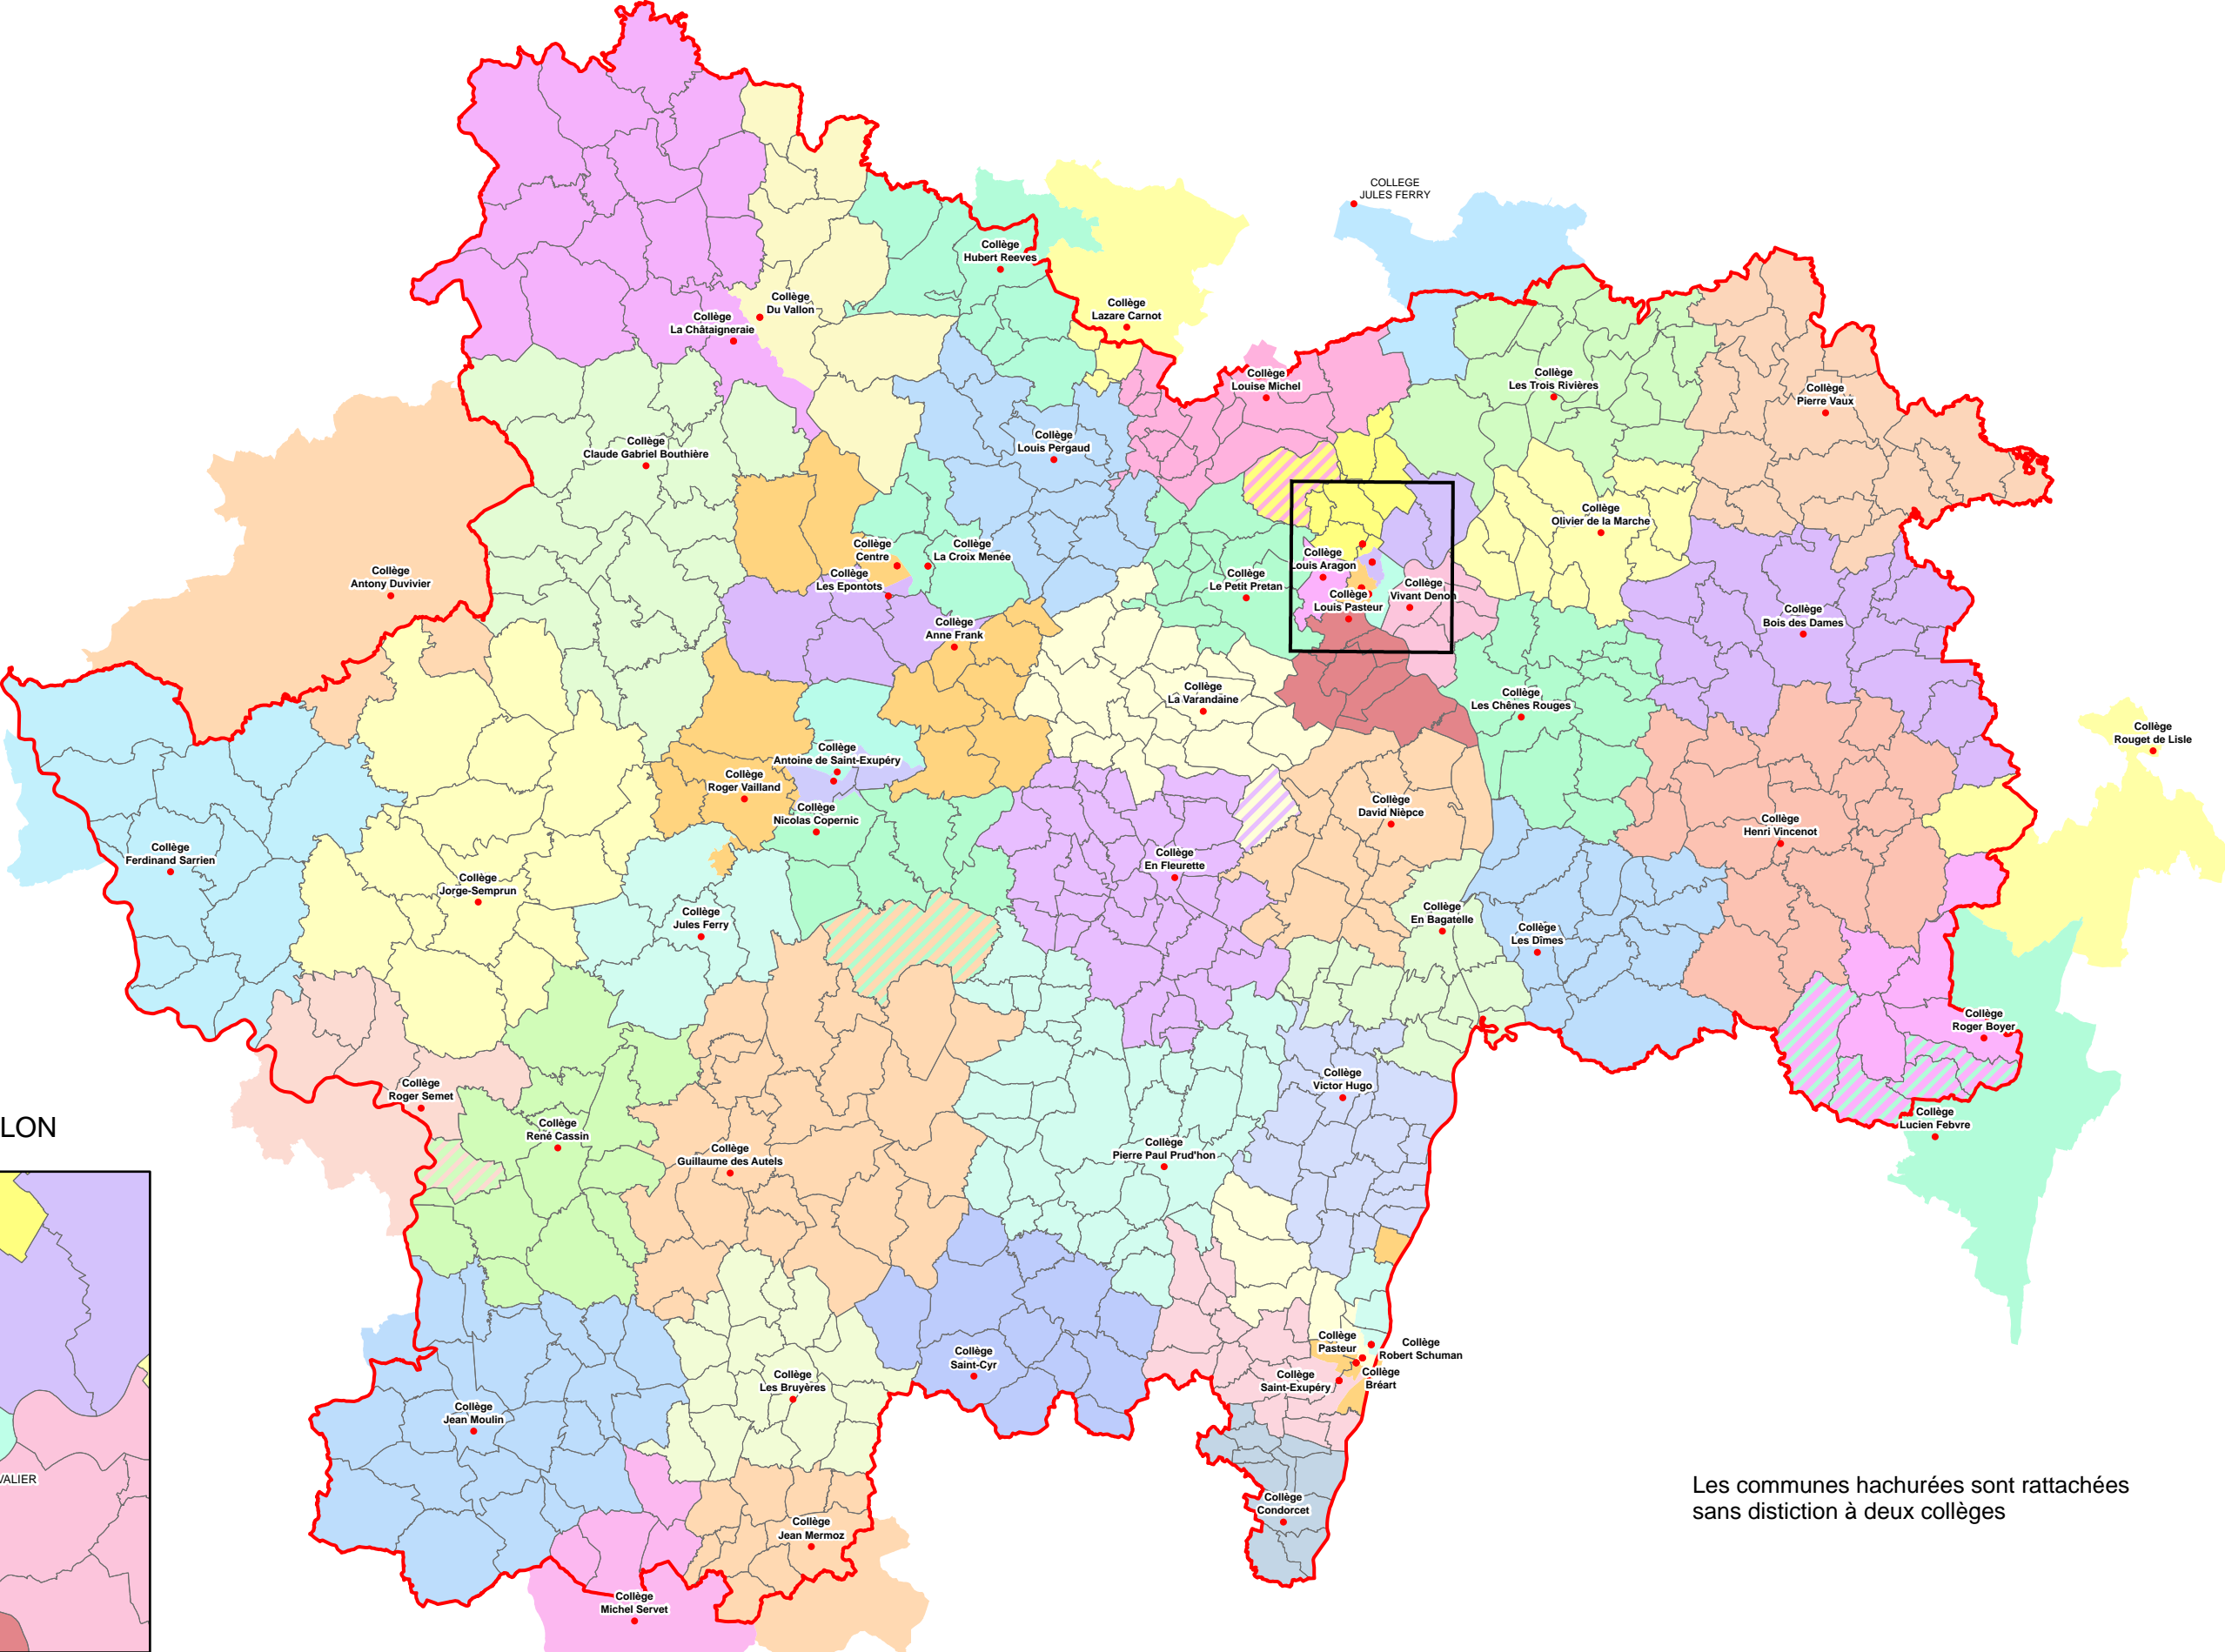 COLLEGE
JULES FERRY
Collège
Hubert Reeves
Collège
Du Vallon
Collège
Lazare Carnot
Collège
La Châtaigneraie
Collège
Louise Michel
Collège
Les Trois Rivières
Collège
Pierre Vaux
Collège
Claude Gabriel Bouthière
Collège
Louis Pergaud
Collège
Olivier de la Marche
Collège
Centre
Collège
La Croix Menée
Collège
Louis Aragon
Collège
Antony Duvivier
Collège
Les Epontots
Collège
Le Petit Pretan
Collège
Vivant Denon
Collège
Louis Pasteur
Collège
Bois des Dames
Collège
Anne Frank
Collège
La Varandaine
Collège
Les Chênes Rouges
Collège
Rouget de Lisle
Collège
Antoine de Saint-Exupéry
Collège
Roger Vailland
Collège
Nicolas Copernic
Collège
David Nièpce
Collège
Henri Vincenot
Collège
Ferdinand Sarrien
Collège
En Fleurette
Collège
Jorge-Semprun
Collège
Jules Ferry
Collège
En Bagatelle
Collège
Les Dîmes
Collège
Roger Boyer
Collège
Victor Hugo
Collège
Roger Semet
Collège
Lucien Febvre
LON
Collège
René Cassin
Collège
Guillaume des Autels
Collège
Pierre Paul Prud'hon
Collège
Pasteur
Collège
Robert Schuman
Collège
Saint-Cyr
Collège
Les Bruyères
Collège
Saint-Exupéry
Collège
Bréart
Collège
Jean Moulin
VALIER
Les communes hachurées sont rattachées
sans distiction à deux collèges
Collège
Condorcet
Collège
Jean Mermoz
Collège
Michel Servet